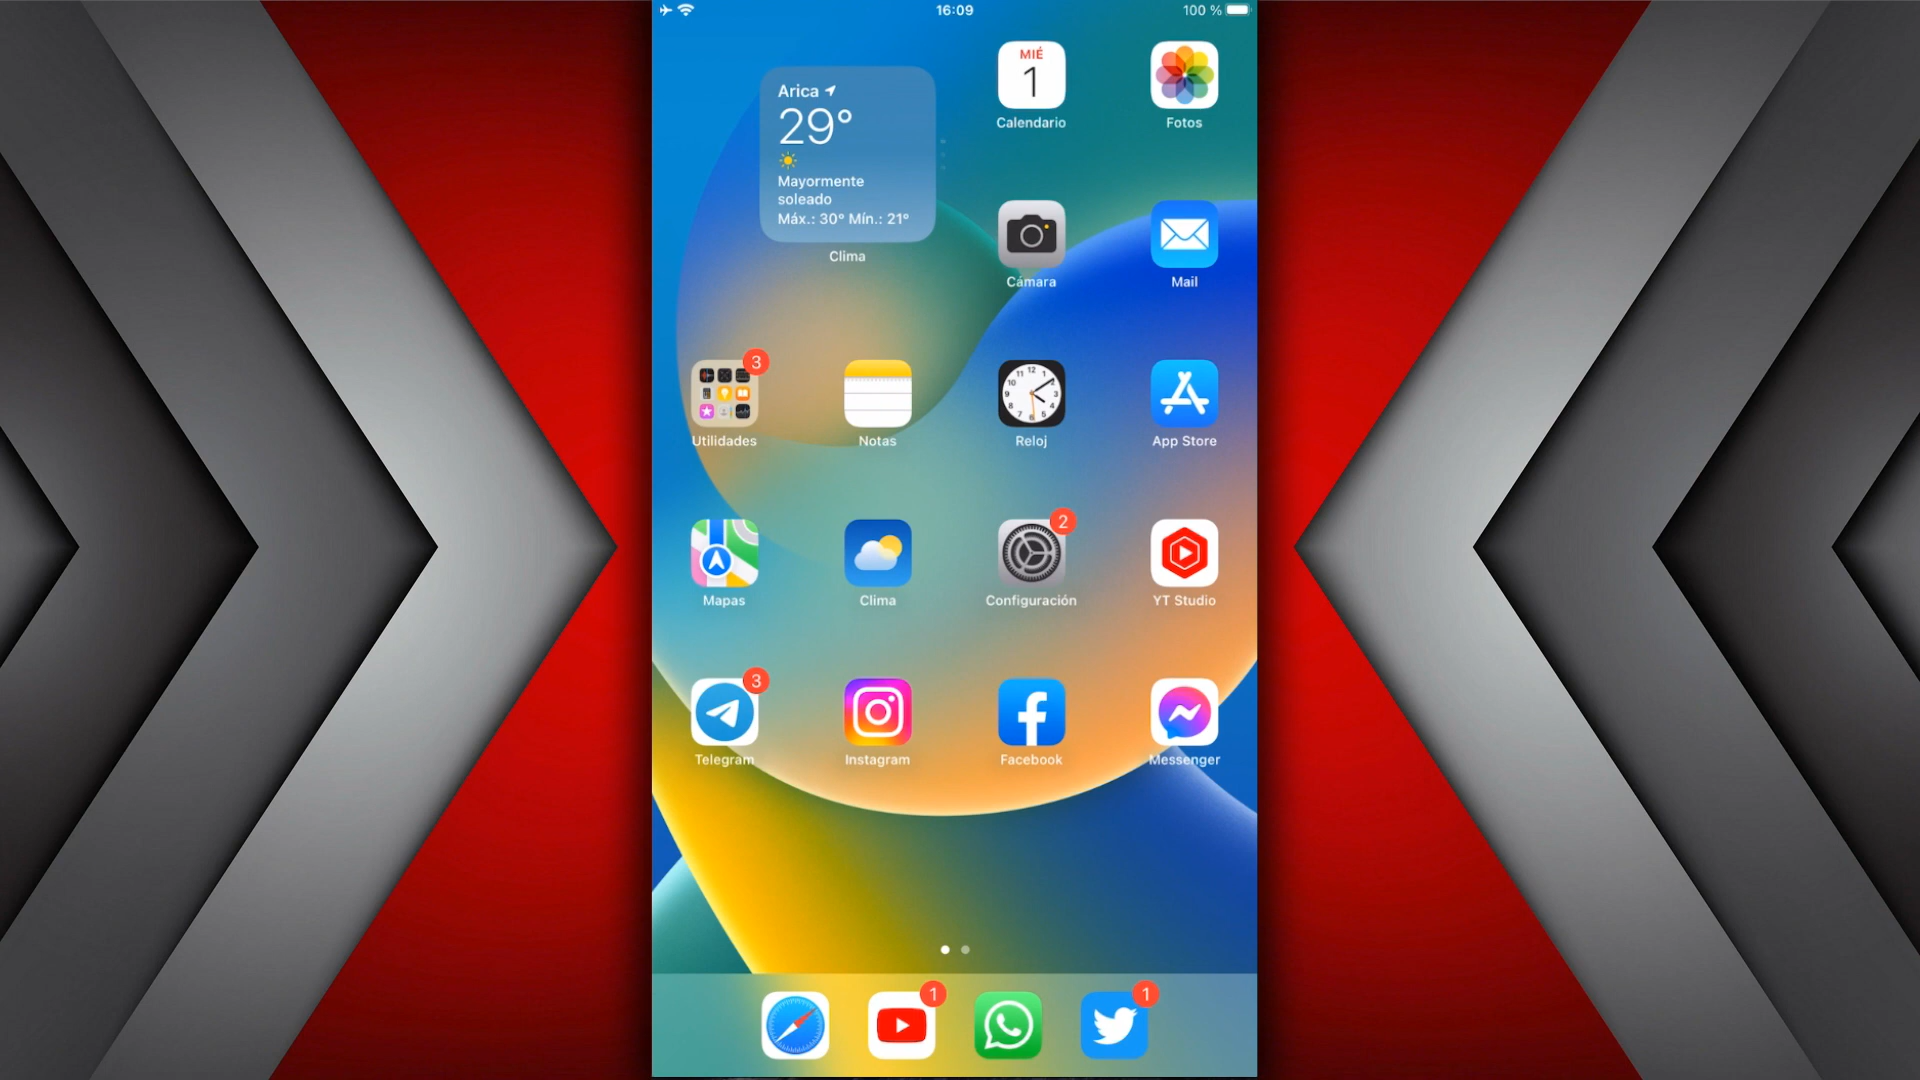 16:09
100 %
Arica
29°
Mayormente
soleado
Máx.: 30° Mín.: 21°
Clima
MIÉ
1
Calendario
Fotos
Cámara
Mail
3
Utilidades
Notas
Reloj
App Store
Mapas
Clima
2
Configuración
YT Studio
3
Telegram
Instagram
Facebook
Messenger
1
1